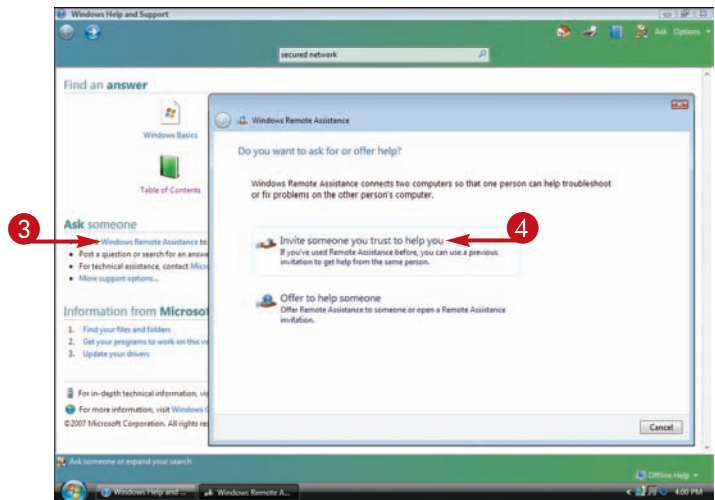 Windows Help and Support
Ask Options
secured network
Find an answer
Windows Basics
Table of Contents
Ask someone
3
Windows Remote Assistance to
Post a question or search for an answe
For technical assistance, contact Micro
More support options...
Information from Microsof
1. Find your files and folders
2. Get your programs to work on this ve
3. Update your drivers
For in-depth technical information, vis
For more information, visit Windows
©2007 Microsoft Corporation. All rights re
Windows Remote Assistance
Do you want to ask for or offer help?
Windows Remote Assistance connects two computers so that one person can help troubleshoot
or fix problems on the other person's computer.
Invite someone you trust to help you
4
If you've used Remote Assistance before, you can use a previous
invitation to get help from the same person.
Offer to help someone
Offer Remote Assistance to someone or open a Remote Assistance
invitation.
Cancel
Ask someone or expand your search
Offline Help
Windows Help and ...
Windows Remote A...
4:00 PM